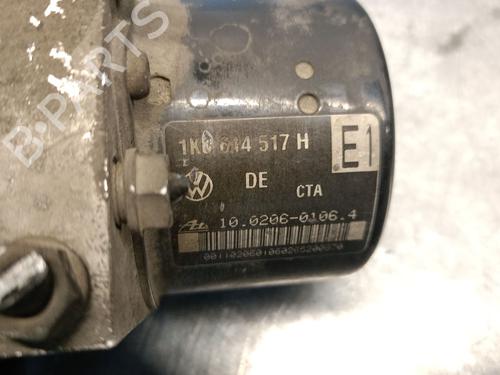 B-PARTS
1K0 614 517 H
E1
DE
CTA
10.0206-0106.4